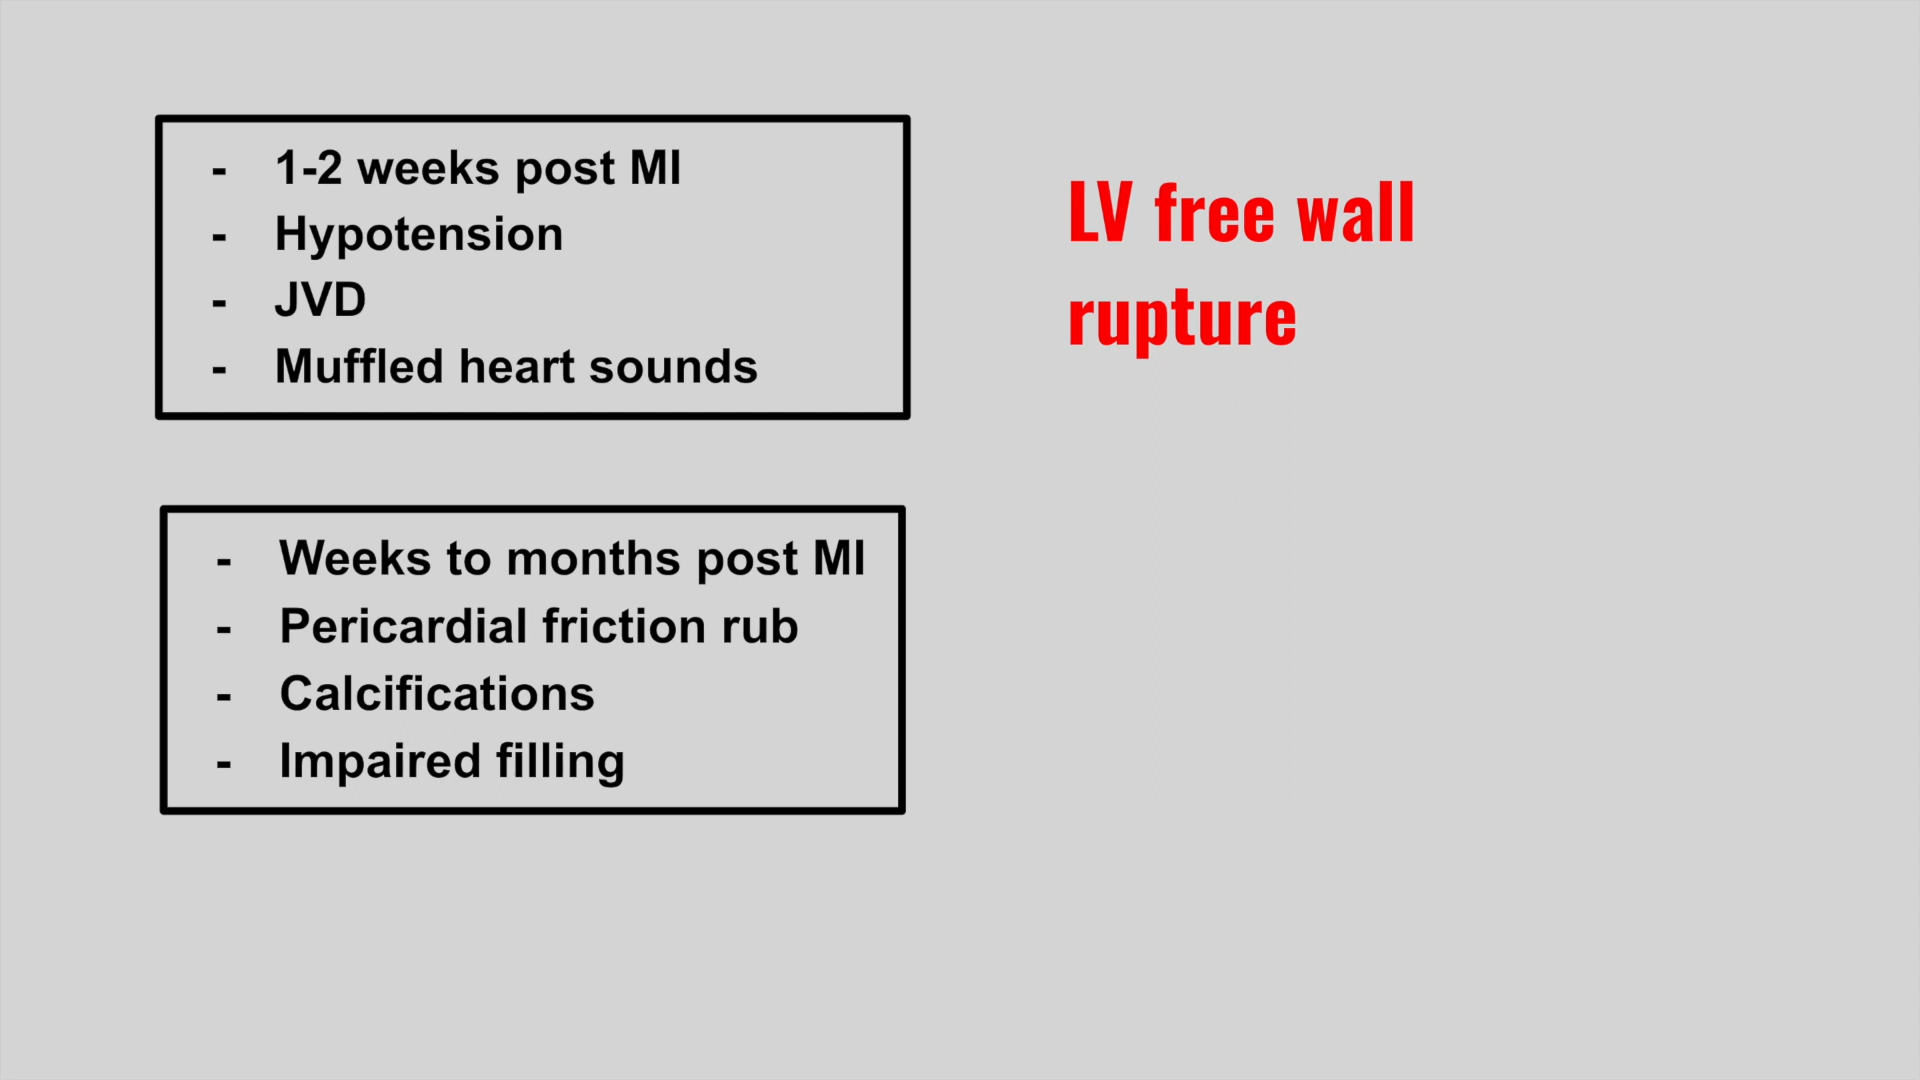 - 1-2 weeks post MI
- Hypotension
- JVD
- Muffled heart sounds
LV free wall
rupture
- Weeks to months post MI
- Pericardial friction rub
- Calcifications
- Impaired filling